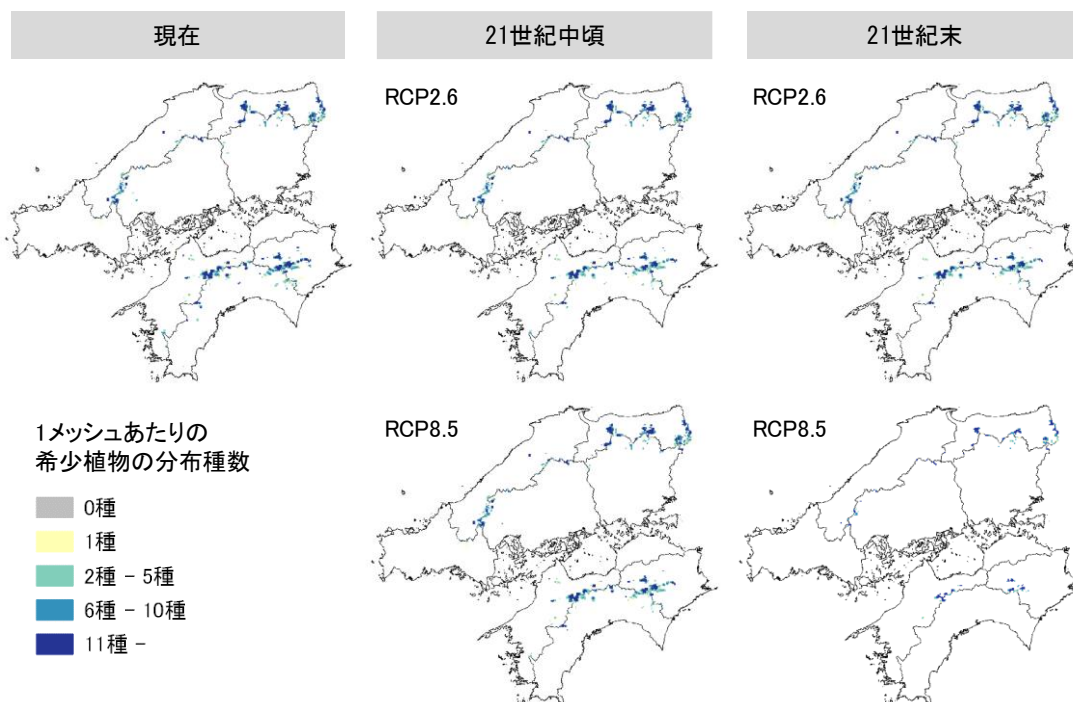 現在
21世紀中頃
21世紀末
RCP2.6
RCP2.6
1メッシュあたりの
希少植物の分布種数
0種
1種
2種 – 5種
6種 – 10種
11種 –
RCP8.5
RCP8.5